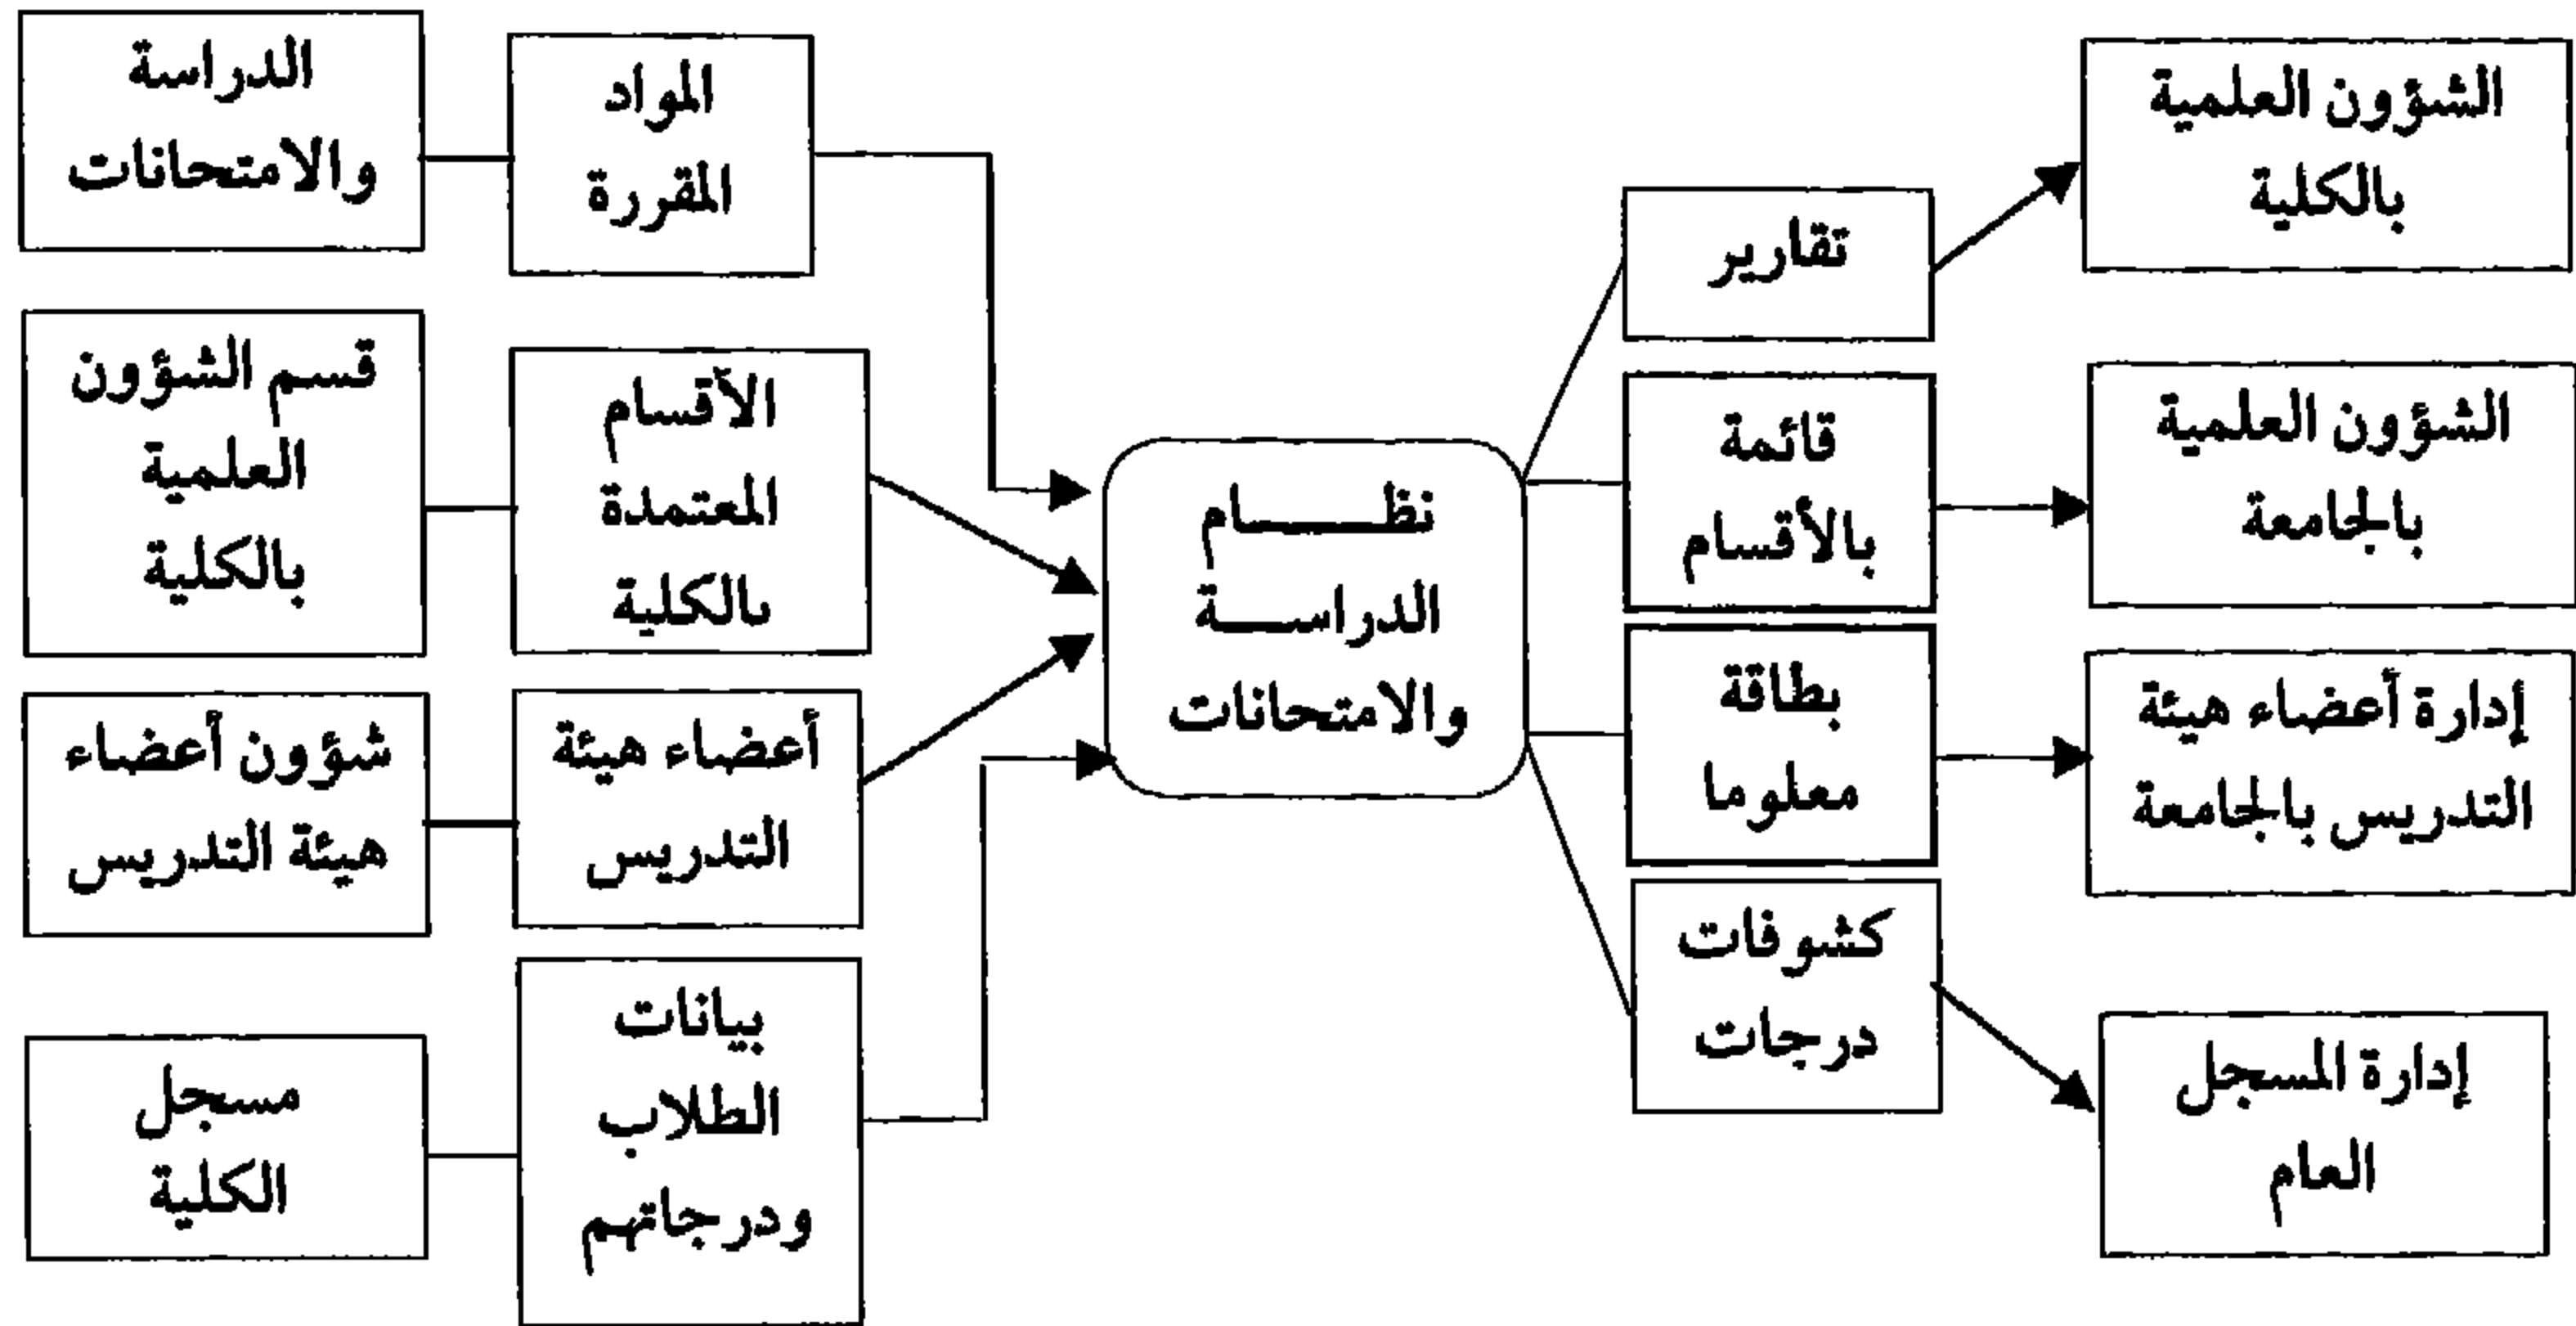 الدراسة
والامتحانات
المواد
المقررة
قسم الشؤون
العلمية
بالكلية
الأقسام
المعتمدة
بالكلية
شؤون أعضاء
هيئة التدريس
أعضاء هيئة
التدريس
مسجل
الكلية
بيانات
الطلاب
ودرجاتهم
نظــــــام
الدراســــة
والامتحانات
تقارير
قائمة
بالأقسام
بطاقة
معلوما
كشوفات
درجات
الشؤون العلمية
بالكلية
الشؤون العلمية
بالجامعة
إدارة أعضاء هيئة
التدريس بالجامعة
إدارة المسجل
العام